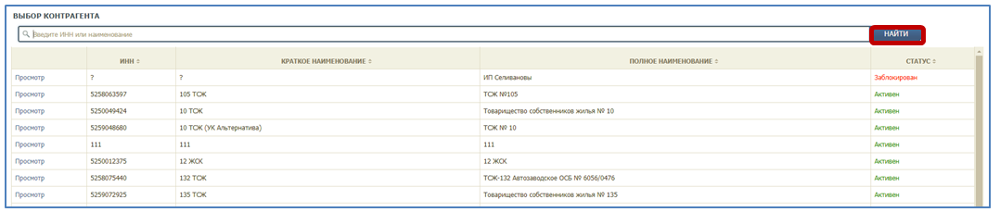 ВЫБОР КОНТРАГЕНТА
Введите ИНН или наименование НАЙТИ
ИНН КРАТКОЕ НАИМЕНОВАНИЕ ПОЛНОЕ НАИМЕНОВАНИЕ СТАТУС
Просмотр ? ? ИП Селивановы Заблокирован
Просмотр 5258063597 105 ТСЖ ТСЖ №105 Активен
Просмотр 5250049424 10 ТСЖ Товарищество собственников жилья № 10 Активен
Просмотр 5259048680 10 ТСЖ (УК Альтернатива) ТСЖ № 10 Активен
Просмотр 111 111 111 Активен
Просмотр 5250012375 12 ЖСК 12 ЖСК Активен
Просмотр 5258075440 132 ТСЖ ТСЖ-132 Автозаводское ОСБ № 6056/0476 Активен
Просмотр 5259072925 135 ТСЖ Товарищество собственников жилья № 135 Активен